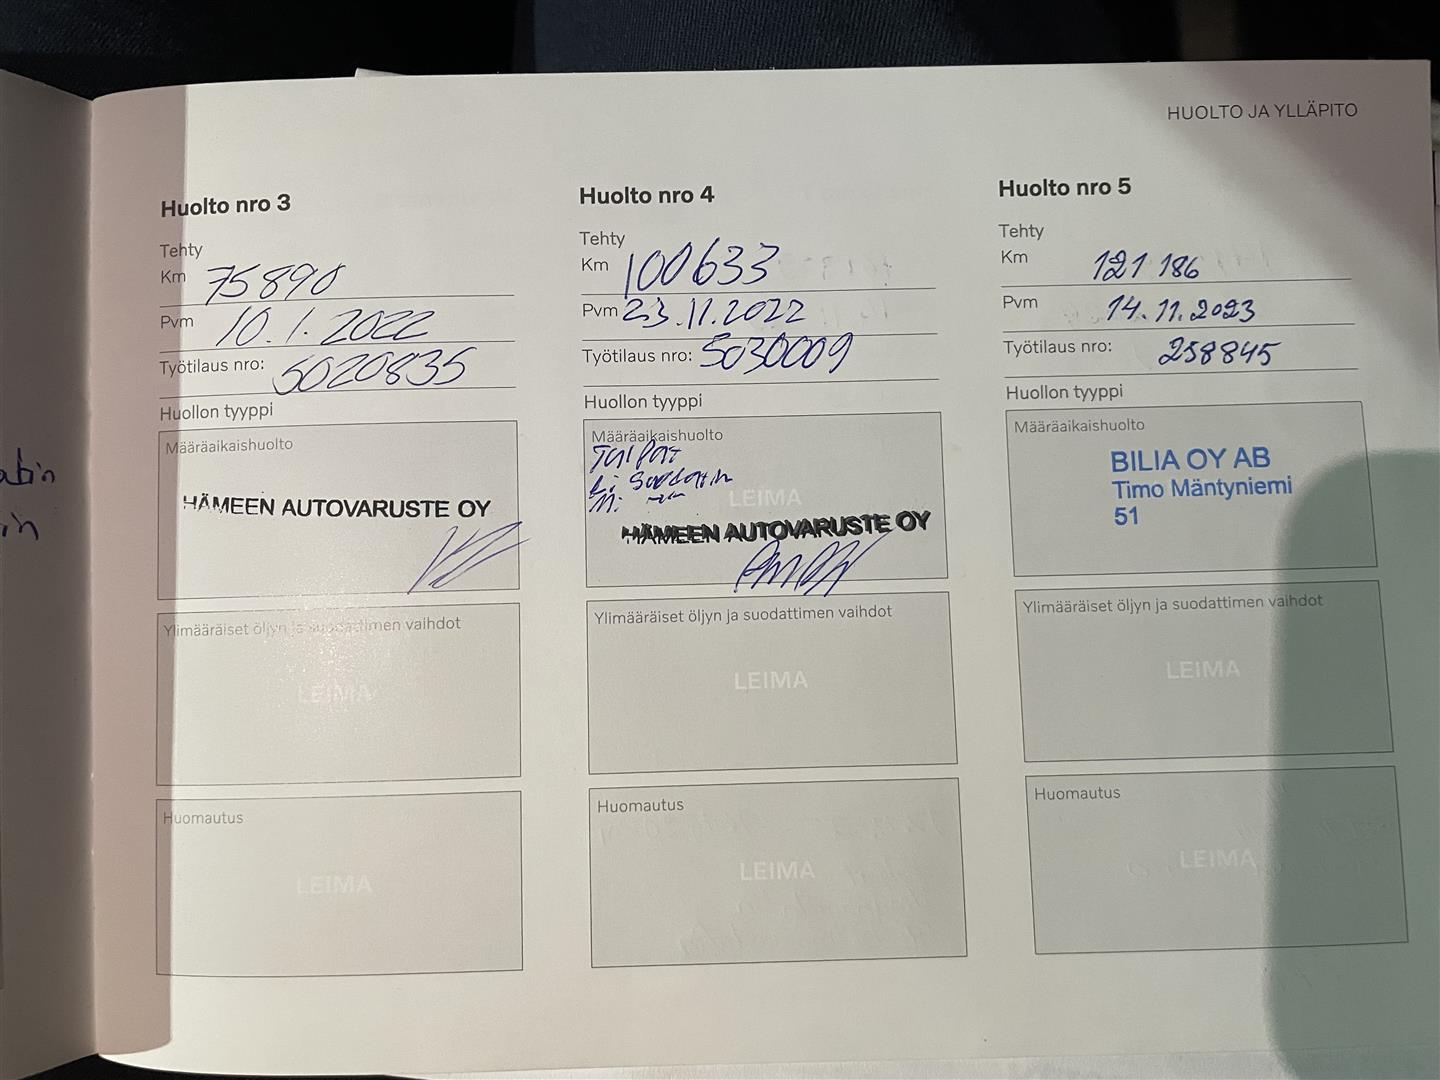 HUOLTO JA YLLÄPITO
Huolto nro 3
Tehty
Km 75890
Pvm 10.1.2022
Työtilaus nro: 5020835
Huollon tyyppi
Määräaikaishuolto
HÄMEEN AUTOVARUSTE OY
Ylimääräiset öljyn ja suodattimen vaihdot
LEIMA
Huomautus
LEIMA
Huolto nro 4
Tehty
Km 100633
Pvm 23.11.2022
Työtilaus nro: 5030009
Huollon tyyppi
Määräaikaishuolto
LEIMA
HÄMEEN AUTOVARUSTE OY
Ylimääräiset öljyn ja suodattimen vaihdot
LEIMA
Huomautus
LEIMA
Huolto nro 5
Tehty
Km 121 186
Pvm 14.11.2023
Työtilaus nro: 258845
Huollon tyyppi
Määräaikaishuolto
BILIA OY AB
Timo Mäntyniemi
51
Ylimääräiset öljyn ja suodattimen vaihdot
LEIMA
Huomautus
LEIMA